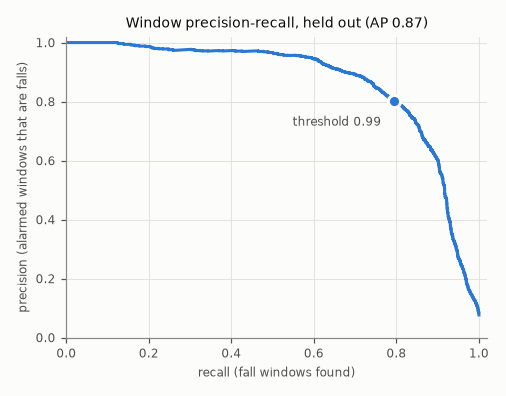 Window precision-recall, held out (AP 0.87)
precision (alarmed windows that are falls)
1.0
0.8
0.6
0.4
0.2
0.0
threshold 0.99
0.0 0.2 0.4 0.6 0.8 1.0
recall (fall windows found)